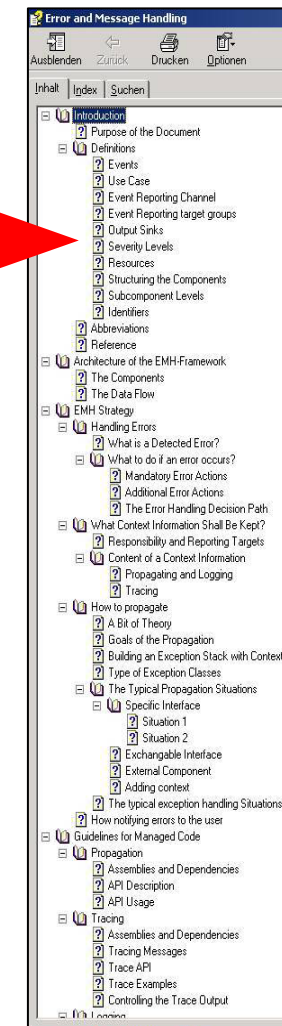 Error and Message Handling
Ausblenden Zurück Drucken Optionen
Inhalt Index Suchen
Introduction
Purpose of the Document
Definitions
Events
Use Case
Event Reporting Channel
Event Reporting target groups
Output Sinks
Severity Levels
Resources
Structuring the Components
Subcomponent Levels
Identifiers
Abbreviations
Reference
Architecture of the EMH-Framework
The Components
The Data Flow
EMH Strategy
Handling Errors
What is a Detected Error?
What to do if an error occurs?
Mandatory Error Actions
Additional Error Actions
The Error Handling Decision Path
What Context Information Shall Be Kept?
Responsibility and Reporting Targets
Content of a Context Information
Propagating and Logging
Tracing
How to propagate
A Bit of Theory
Goals of the Propagation
Building an Exception Stack with Context
Type of Exception Classes
The Typical Propagation Situations
Specific Interface
Situation 1
Situation 2
Exchangable Interface
External Component
Adding context
The typical exception handling Situations
How notifying errors to the user
Guidelines for Managed Code
Propagation
Assemblies and Dependencies
API Description
API Usage
Tracing
Assemblies and Dependencies
Tracing Messages
Trace API
Trace Examples
Controlling the Trace Output
Logging